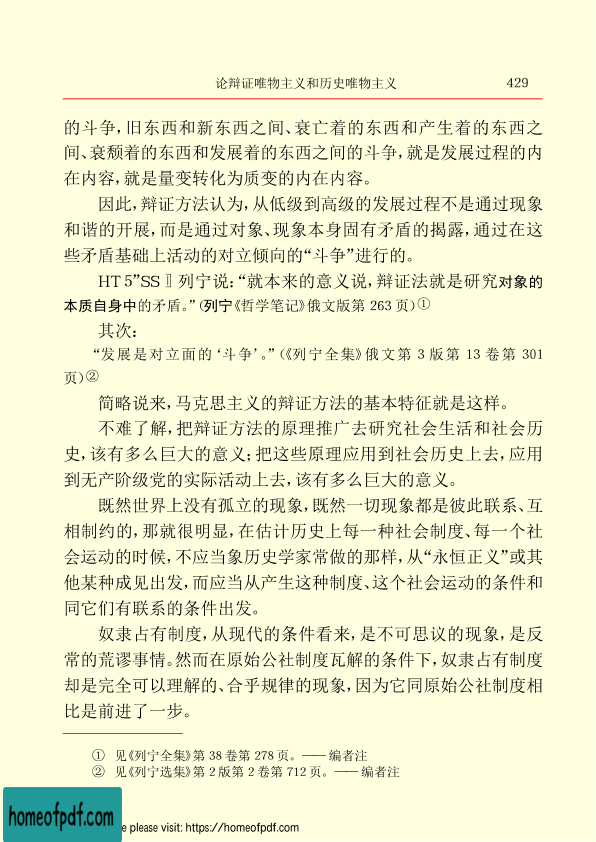 论辩证唯物主义和历史唯物主义 429
的斗争,旧东西和新东西之间、衰亡着的东西和产生着的东西之
间、衰颓着的东西和发展着的东西之间的斗争,就是发展过程的内
在内容,就是量变转化为质变的内在内容。
因此,辩证方法认为,从低级到高级的发展过程不是通过现象
和谐的开展,而是通过对象、现象本身固有矛盾的揭露,通过在这
些矛盾基础上活动的对立倾向的“斗争”进行的。
HT 5”SS〗列宁说:“就本来的意义说,辩证法就是研究对象的
本质自身中的矛盾。”(列宁《哲学笔记》俄文版第 263 页)①
其次:
“发展是对立面的‘斗争’。”(《列宁全集》俄文第 3 版第 13 卷第 301
页)②
简略说来,马克思主义的辩证方法的基本特征就是这样。
不难了解,把辩证方法的原理推广去研究社会生活和社会历
史,该有多么巨大的意义;把这些原理应用到社会历史上去,应用
到无产阶级党的实际活动上去,该有多么巨大的意义。
既然世界上没有孤立的现象,既然一切现象都是彼此联系、互
相制约的,那就很明显,在估计历史上每一种社会制度、每一个社
会运动的时候,不应当象历史学家常做的那样,从“永恒正义”或其
他某种成见出发,而应当从产生这种制度、这个社会运动的条件和
同它们有联系的条件出发。
奴隶占有制度,从现代的条件看来,是不可思议的现象,是反
常的荒谬事情。然而在原始公社制度瓦解的条件下,奴隶占有制度
却是完全可以理解的、合乎规律的现象,因为它同原始公社制度相
比是前进了一步。
① 见《列宁全集》第 38 卷第 278 页。——编者注
② 见《列宁选集》第 2 版第 2 卷第 712 页。——编者注
homeofpdf.com
e please visit: https://homeofpdf.com